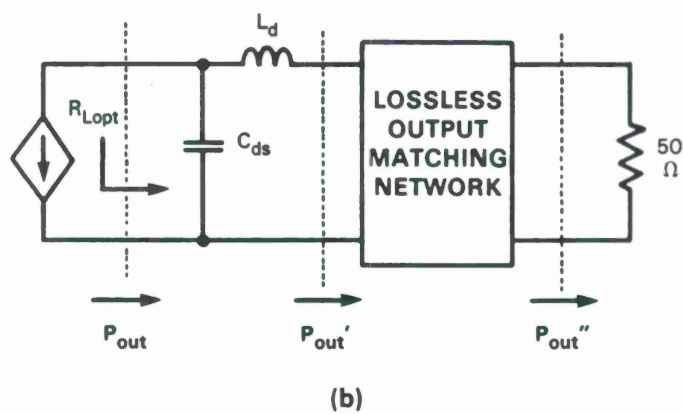 L_d
R_Lopt
C_ds
LOSSLESS
OUTPUT
MATCHING
NETWORK
50
Ω
P_out
P_out'
P_out"
(b)